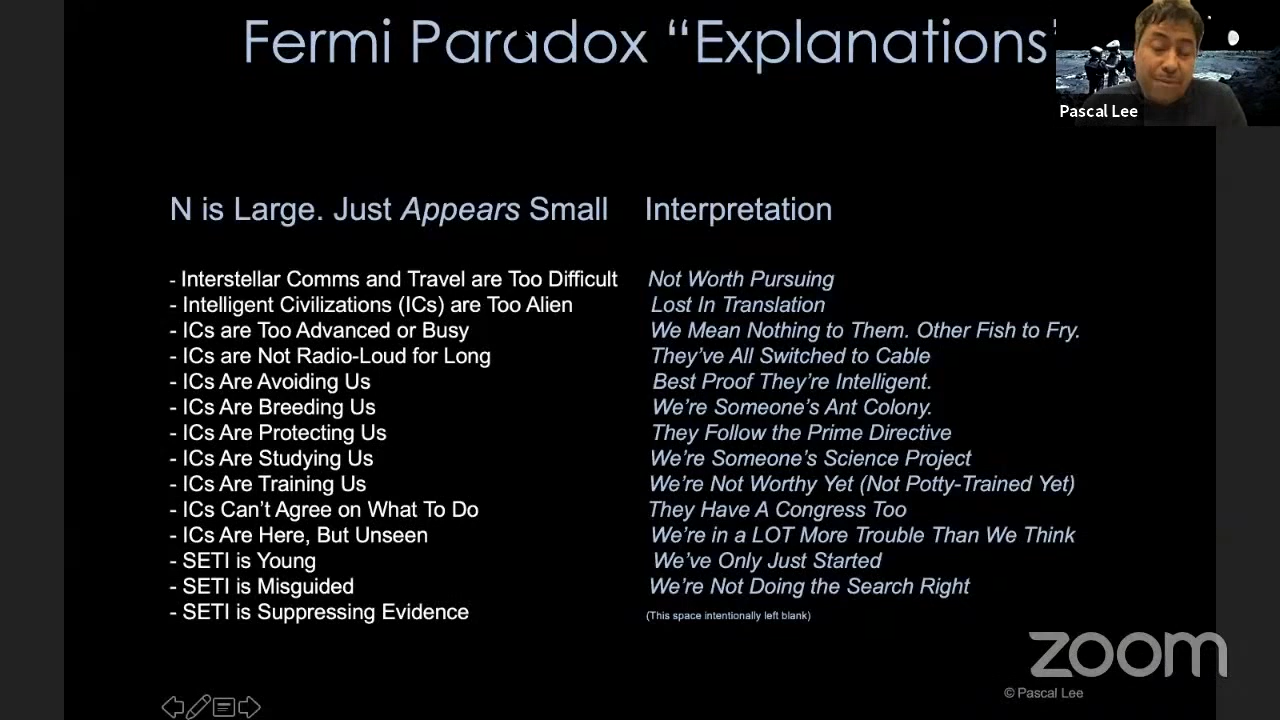 Fermi Paradox “Explanations”
Pascal Lee
N is Large. Just Appears Small Interpretation
- Interstellar Comms and Travel are Too Difficult Not Worth Pursuing
- Intelligent Civilizations (ICs) are Too Alien Lost In Translation
- ICs are Too Advanced or Busy We Mean Nothing to Them. Other Fish to Fry.
- ICs are Not Radio-Loud for Long They’ve All Switched to Cable
- ICs Are Avoiding Us Best Proof They’re Intelligent.
- ICs Are Breeding Us We’re Someone’s Ant Colony.
- ICs Are Protecting Us They Follow the Prime Directive
- ICs Are Studying Us We’re Someone’s Science Project
- ICs Are Training Us We’re Not Worthy Yet (Not Potty-Trained Yet)
- ICs Can’t Agree on What To Do They Have A Congress Too
- ICs Are Here, But Unseen We’re in a LOT More Trouble Than We Think
- SETI is Young We’ve Only Just Started
- SETI is Misguided We’re Not Doing the Search Right
- SETI is Suppressing Evidence (This space intentionally left blank)
zoom
© Pascal Lee